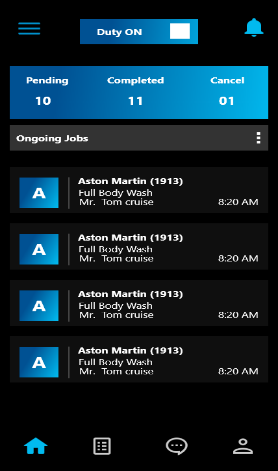 Duty ON
Pending Completed Cancel
10 11 01
Ongoing Jobs
A
Aston Martin (1913)
Full Body Wash
Mr. Tom cruise 8:20 AM
A
Aston Martin (1913)
Full Body Wash
Mr. Tom cruise 8:20 AM
A
Aston Martin (1913)
Full Body Wash
Mr. Tom cruise 8:20 AM
A
Aston Martin (1913)
Full Body Wash
Mr. Tom cruise 8:20 AM